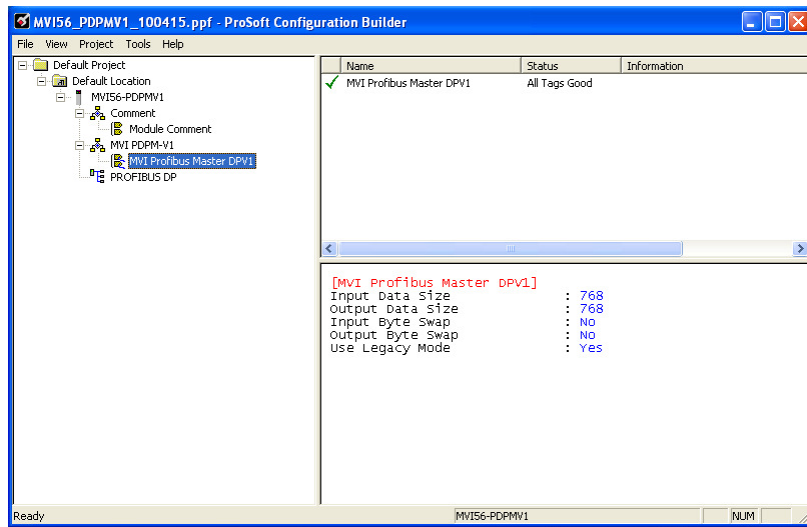 MVI56_PDPMV1_100415.ppf - ProSoft Configuration Builder
File View Project Tools Help
Default Project
Default Location
MVI56-PDPMV1
Comment
Module Comment
MVI PDPM-V1
MVI Profibus Master DPV1
PROFIBUS DP
Name Status Information
MVI Profibus Master DPV1 All Tags Good
[MVI Profibus Master DPV1]
Input Data Size : 768
Output Data Size : 768
Input Byte Swap : No
Output Byte Swap : No
Use Legacy Mode : Yes
Ready MVI56-PDPMV1 NUM